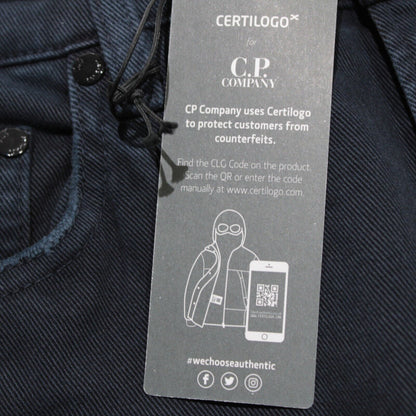 CERTILOGO
for
C.P.
COMPANY
CP Company uses Certilogo
to protect customers from
counterfeits.
Find the CLG Code on the product.
Scan the QR or enter the code
manually at www.certilogo.com.
#wechooseauthentic